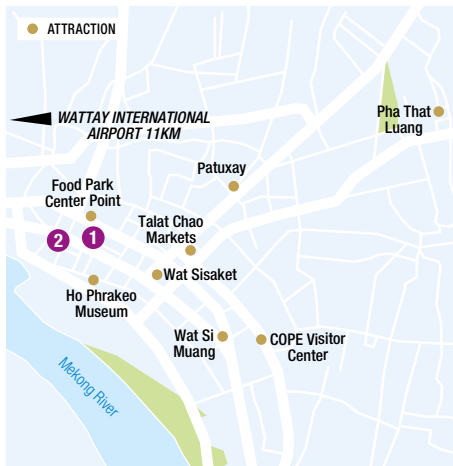 ATTRACTION
WATTAY INTERNATIONAL
AIRPORT 11KM
Pha That
Luang
Patuxay
Food Park
Center Point
Talat Chao
Markets
2
1
Wat Sisaket
Ho Phrakeo
Museum
Wat Si
Muang
COPE Visitor
Center
Mekong River